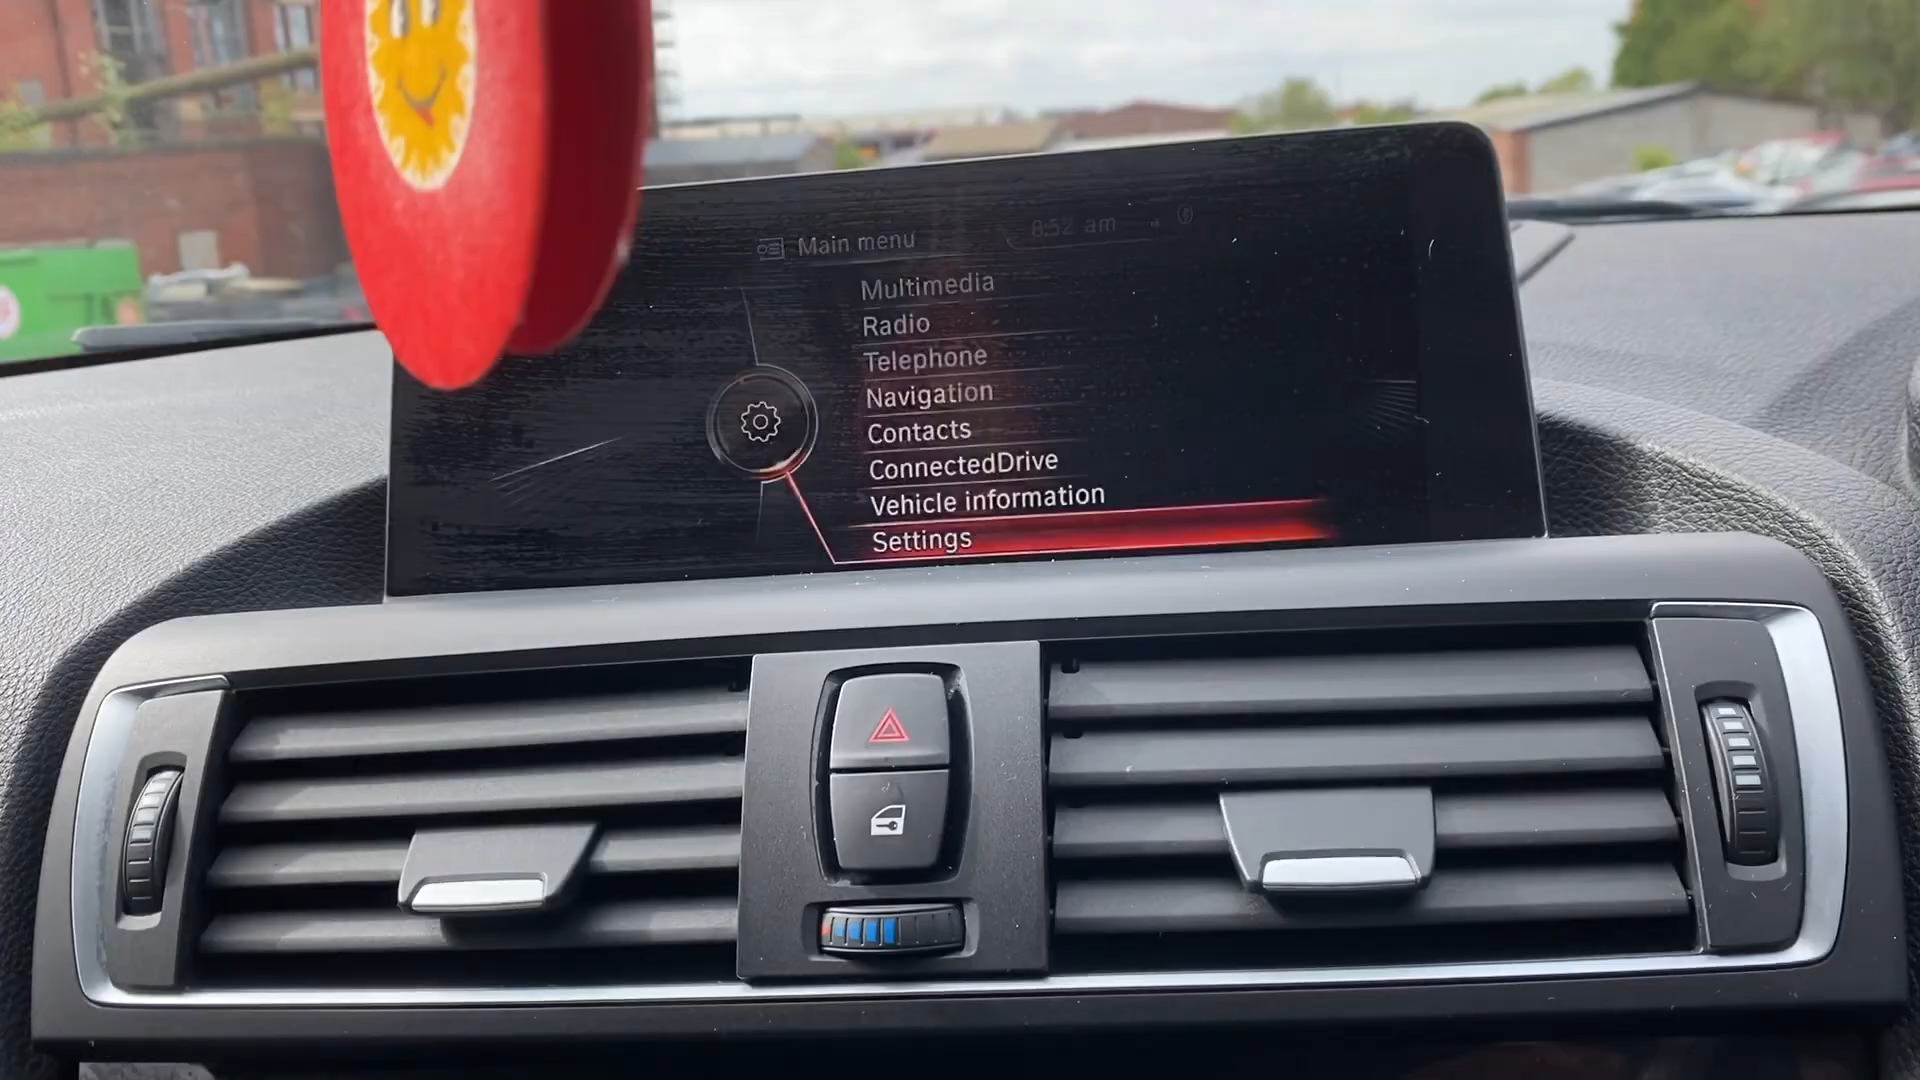 Main menu
8:52 am
Multimedia
Radio
Telephone
Navigation
Contacts
ConnectedDrive
Vehicle information
Settings